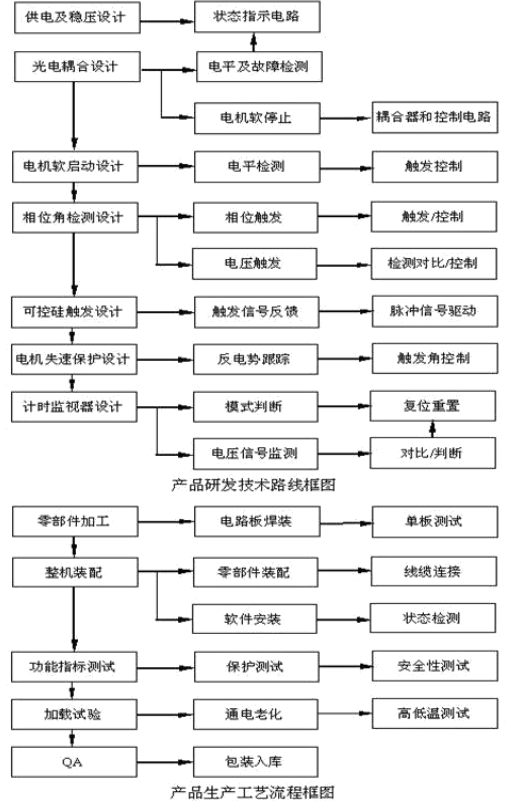 供电及稳压设计
状态指示电路
光电耦合设计
电平及故障检测
电机软停止
耦合器和控制电路
电机软启动设计
电平检测
触发控制
相位角检测设计
相位触发
触发/控制
电压触发
检测对比/控制
可控硅触发设计
触发信号反馈
脉冲信号驱动
电机失速保护设计
反电势跟踪
触发角控制
计时监视器设计
模式判断
复位重置
电压信号监测
对比/判断
产品研发技术路线框图
零部件加工
电路板焊装
单板测试
整机装配
零部件装配
线缆连接
软件安装
状态检测
功能指标测试
保护测试
安全性测试
加载试验
通电老化
高低温测试
QA
包装入库
产品生产工艺流程框图